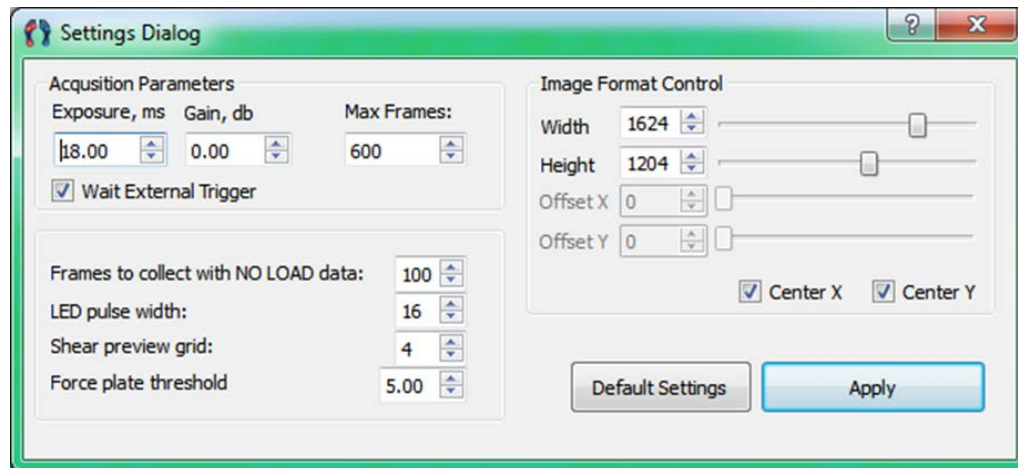 Settings Dialog
?
X
Acqusition Parameters
Exposure, ms Gain, db Max Frames:
18.00 0.00 600
Wait External Trigger
Frames to collect with NO LOAD data: 100
LED pulse width: 16
Shear preview grid: 4
Force plate threshold 5.00
Image Format Control
Width 1624
Height 1204
Offset X 0
Offset Y 0
Center X Center Y
Default Settings Apply